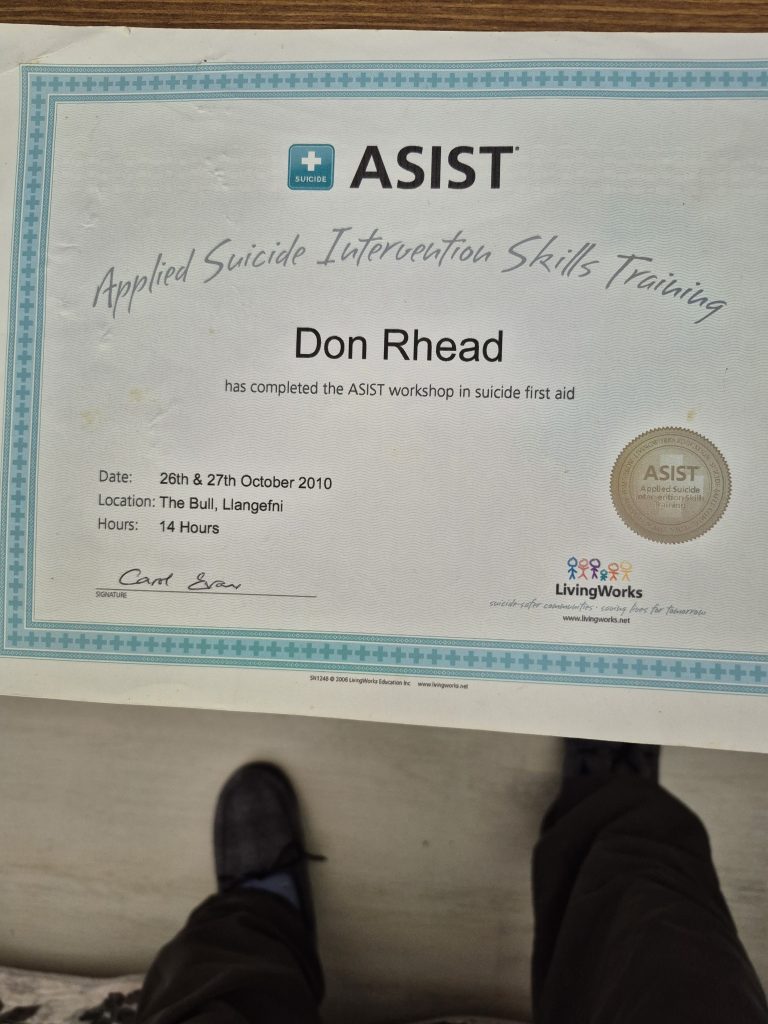 SUICIDE
ASIST
Applied Suicide Intervention Skills Training
Don Rhead
has completed the ASIST workshop in suicide first aid
Date: 26th & 27th October 2010
Location: The Bull, Llangefni
Hours: 14 Hours
Carol Evans
SIGNATURE
ASIST
Applied Suicide
Intervention Skills
Training
LivingWorks
suicide-safer communities · saving lives for tomorrow
www.livingworks.net
SN1248 © 2006 LivingWorks Education Inc www.livingworks.net